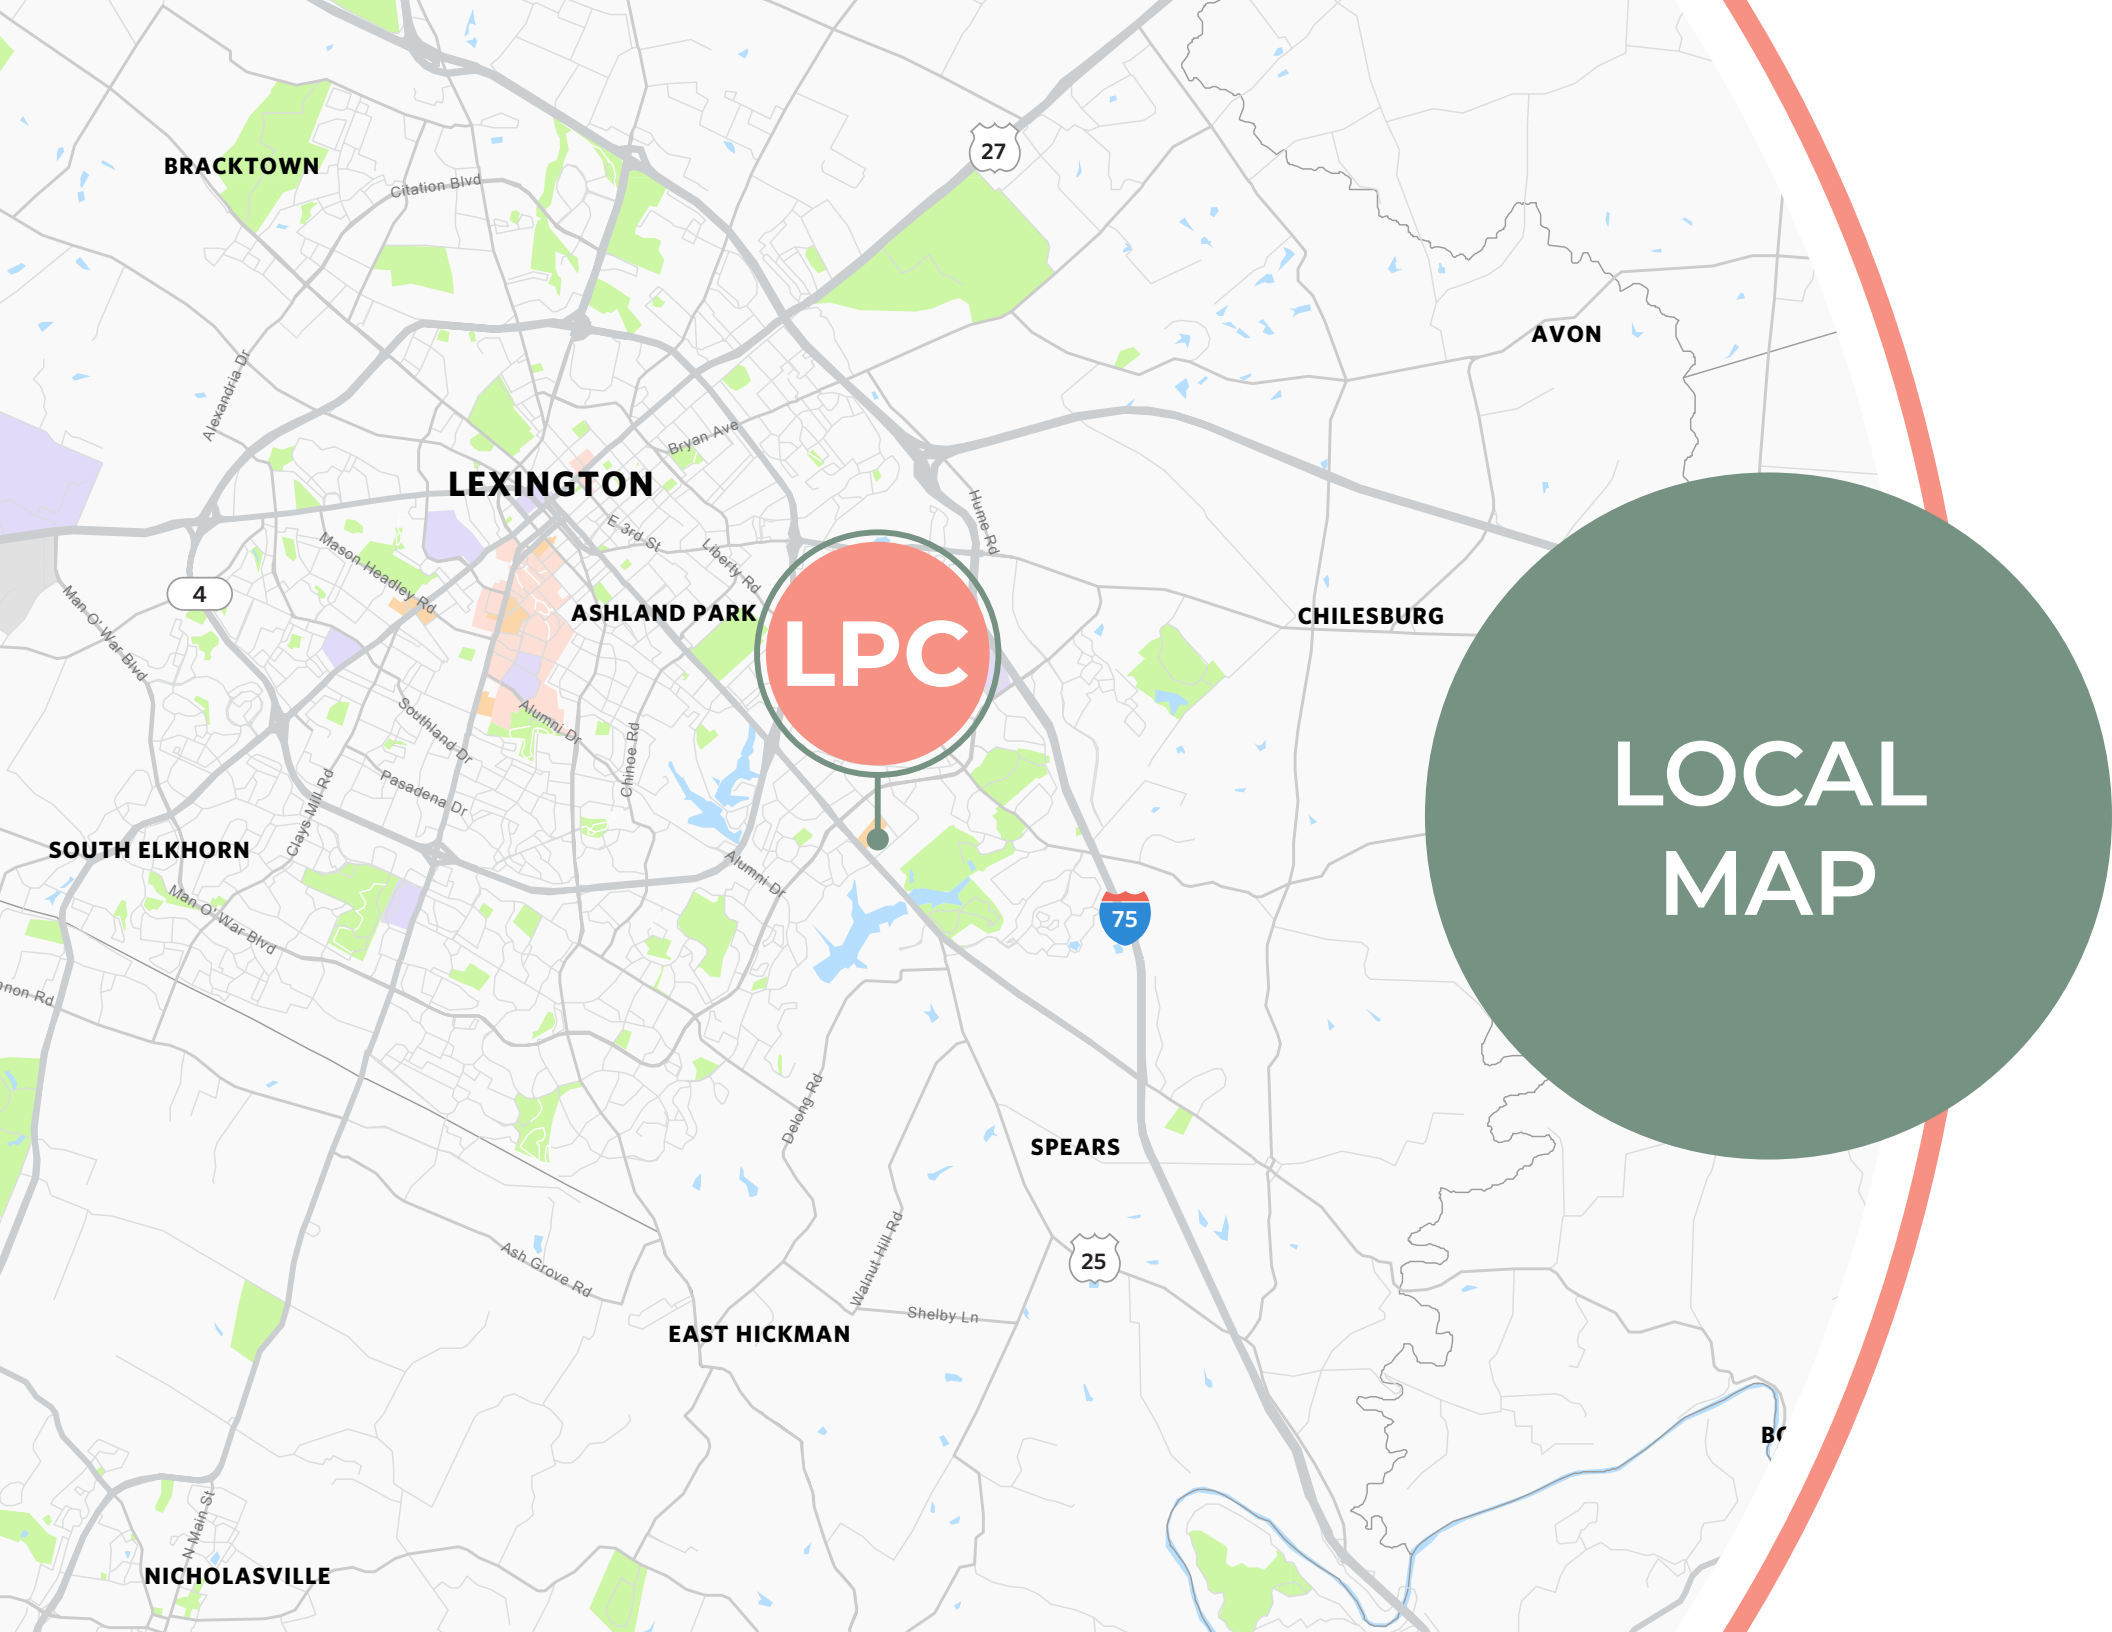 27
BRACKTOWN
Citation Blvd
AVON
Alexandria Dr
Bryan Ave
LEXINGTON
Hume Rd
E 3rd St
Liberty Rd
Mason Headley Rd
4
Man O' War Blvd
ASHLAND PARK
CHILESBURG
LPC
Southland Dr
Alumni Dr
Chinoe Rd
Pasadena Dr
Clays Mill Rd
LOCAL
MAP
SOUTH ELKHORN
Alumni Dr
Man O' War Blvd
75
non Rd
Delong Rd
SPEARS
Walnut Hill Rd
25
Ash Grove Rd
Shelby Ln
EAST HICKMAN
N Main St
NICHOLASVILLE